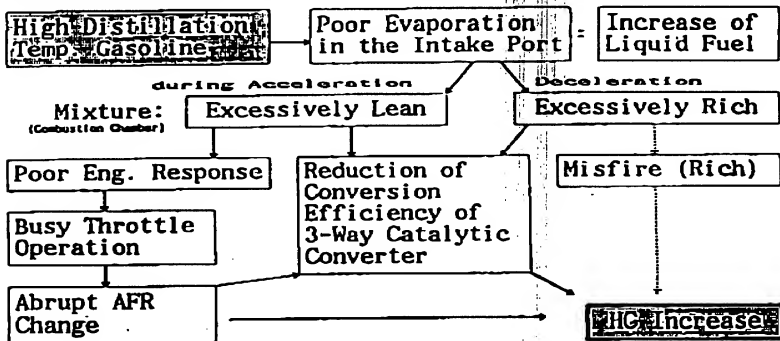 High Distillation
Temp. Gasoline
Poor Evaporation
in the Intake Port
=
Increase of
Liquid Fuel
during Acceleration
Deceleration
Mixture:
(Combustion Chamber)
Excessively Lean
Excessively Rich
Poor Eng. Response
Reduction of
Conversion
Efficiency of
3-Way Catalytic
Converter
Misfire (Rich)
Busy Throttle
Operation
Abrupt AFR
Change
HC Increase